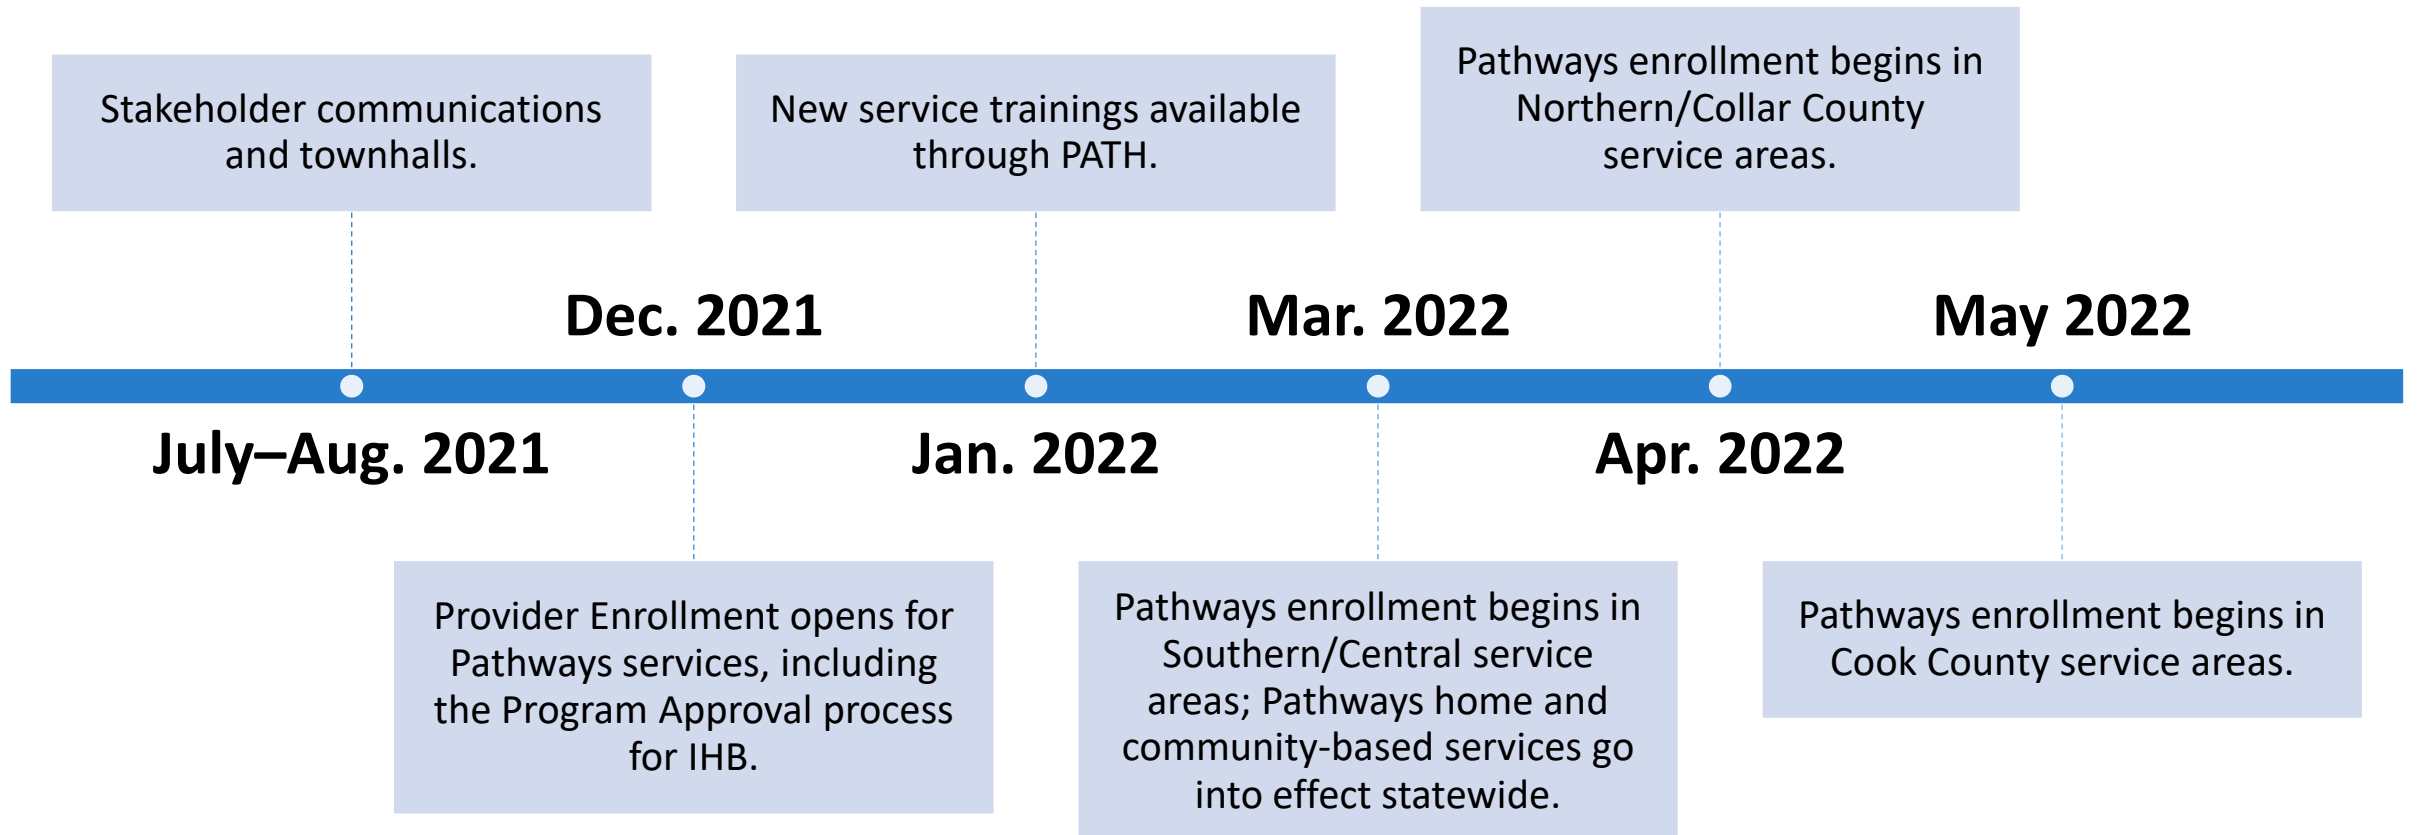 Stakeholder communications
and townhalls.
New service trainings available
through PATH.
Pathways enrollment begins in
Northern/Collar County
service areas.
Dec. 2021
Mar. 2022
May 2022
July–Aug. 2021
Jan. 2022
Apr. 2022
Provider Enrollment opens for
Pathways services, including
the Program Approval process
for IHB.
Pathways enrollment begins in
Southern/Central service
areas; Pathways home and
community-based services go
into effect statewide.
Pathways enrollment begins in
Cook County service areas.